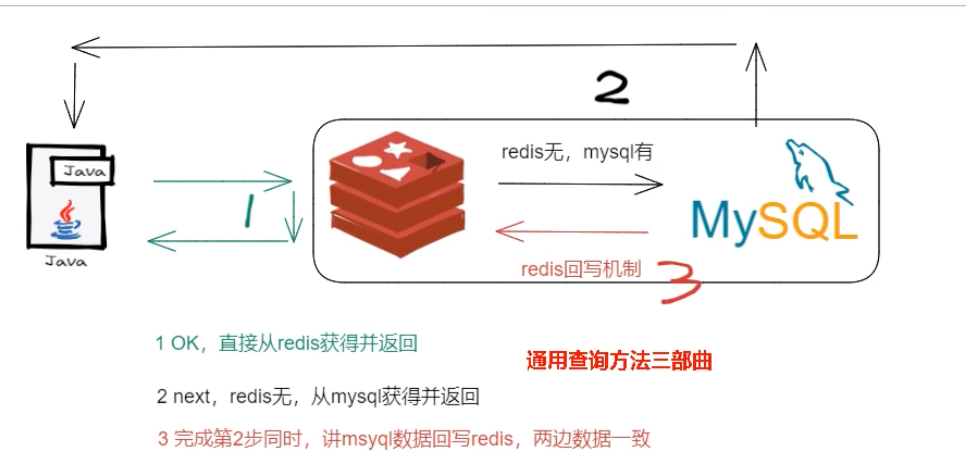 2
redis无，mysql有
Java
1
MySQL
Java
redis回写机制
3
1 OK，直接从redis获得并返回
通用查询方法三部曲
2 next，redis无，从mysql获得并返回
3 完成第2步同时，讲msyql数据回写redis，两边数据一致